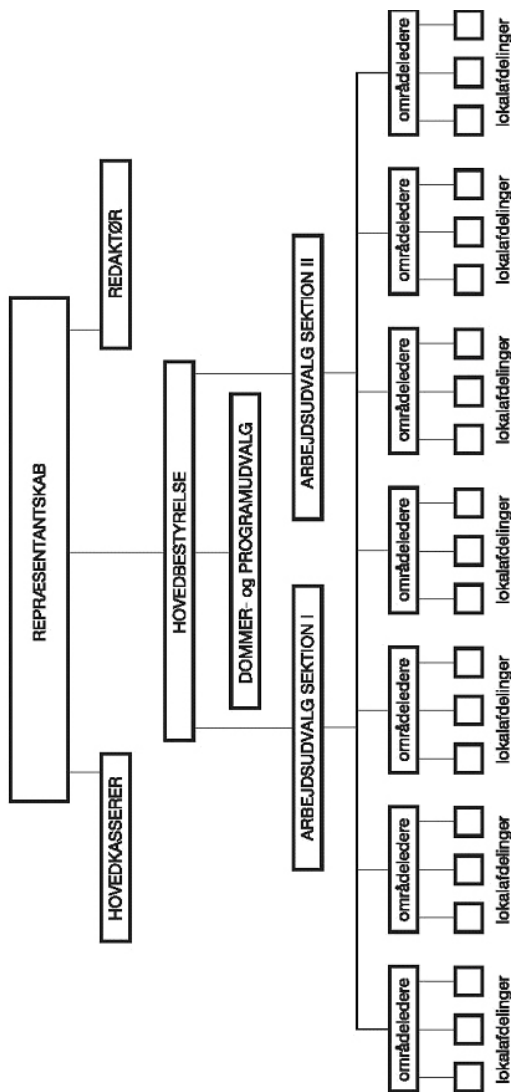 REPRÆSENTANTSKAB
HOVEDKASSERER
REDAKTØR
HOVEDBESTYRELSE
DOMMER- og PROGRAMUDVALG
ARBEJDSUDVALG SEKTION I
ARBEJDSUDVALG SEKTION II
områdeledere
områdeledere
områdeledere
områdeledere
områdeledere
områdeledere
områdeledere
lokalafdelinger
lokalafdelinger
lokalafdelinger
lokalafdelinger
lokalafdelinger
lokalafdelinger
lokalafdelinger